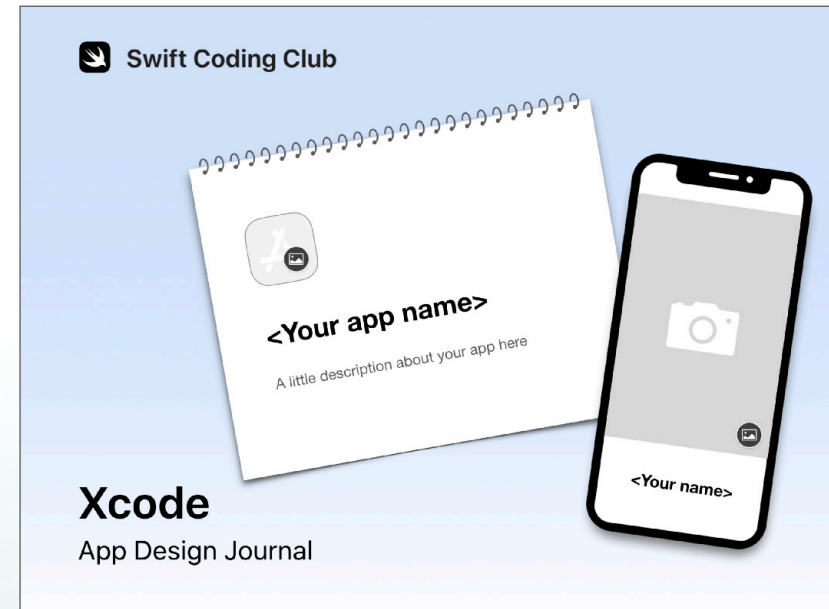 Swift Coding Club
<Your app name>
A little description about your app here
<Your name>
Xcode
App Design Journal